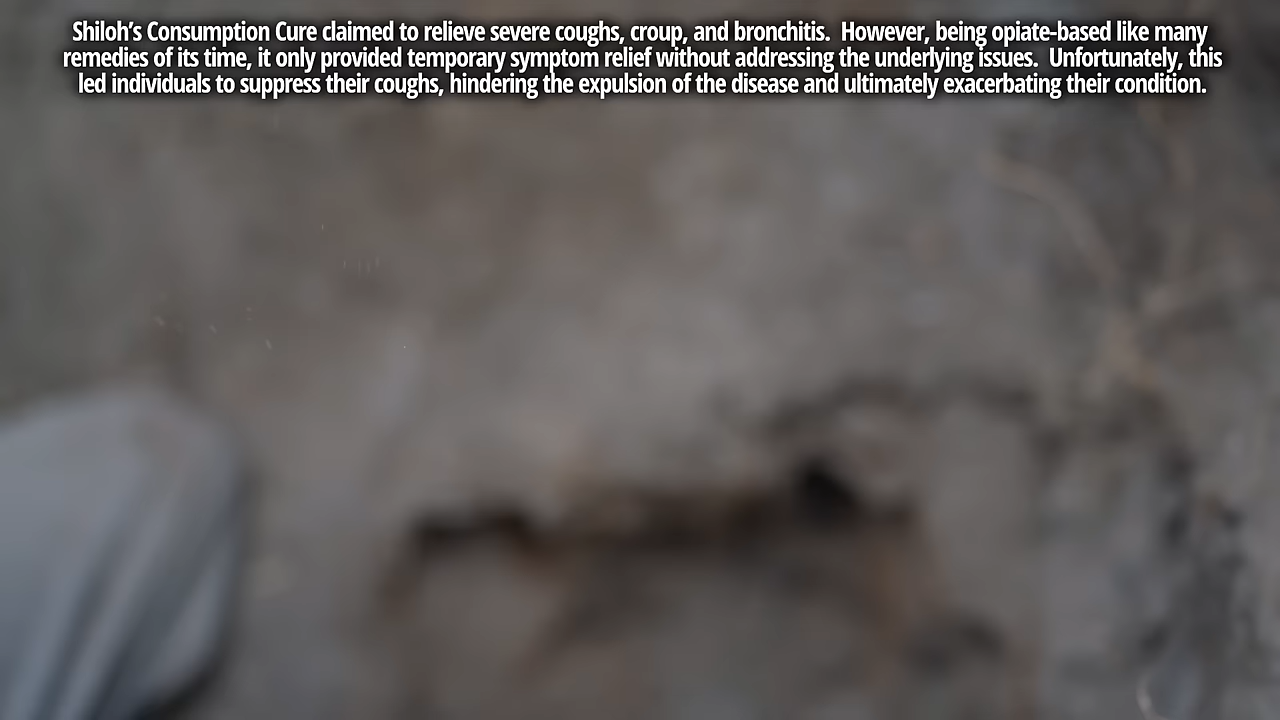 Shiloh’s Consumption Cure claimed to relieve severe coughs, croup, and bronchitis.  However, being opiate-based like many
remedies of its time, it only provided temporary symptom relief without addressing the underlying issues.  Unfortunately, this
led individuals to suppress their coughs, hindering the expulsion of the disease and ultimately exacerbating their condition.